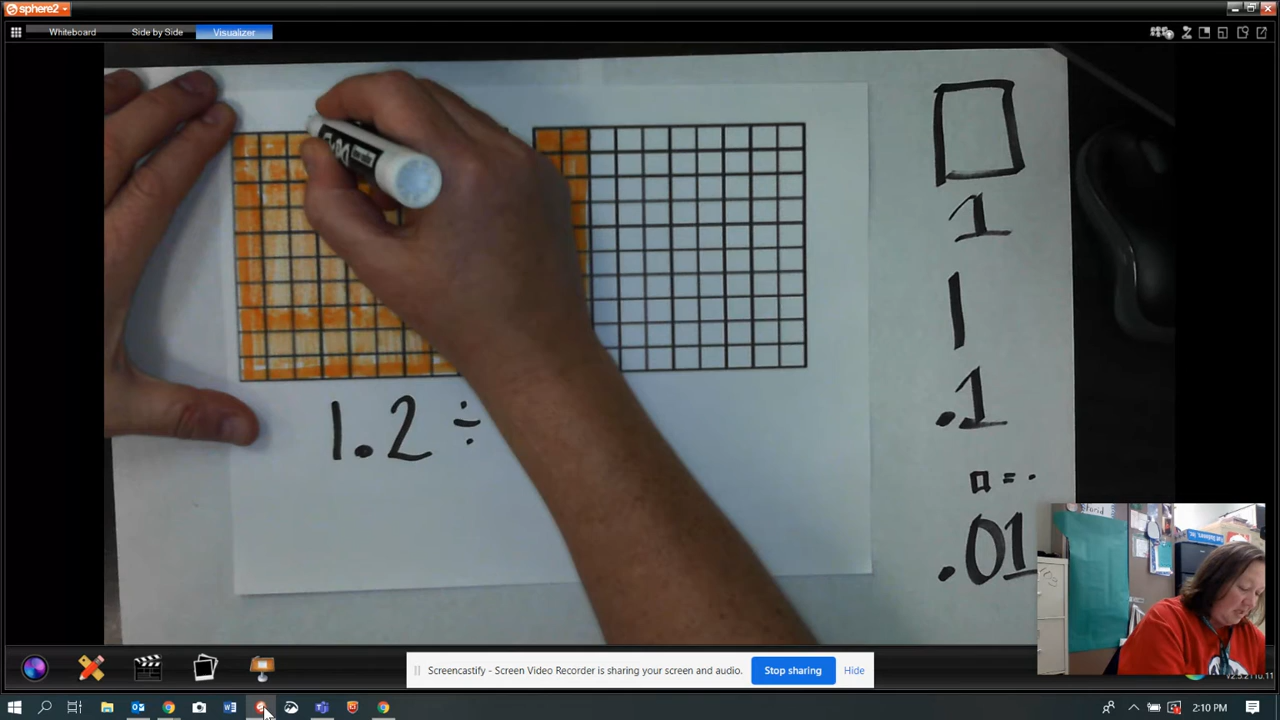 sphere2
Whiteboard
Side by Side
Visualizer
1
.1
.01
1.2 ÷
Screencastify - Screen Video Recorder is sharing your screen and audio.
Stop sharing
Hide
2:10 PM